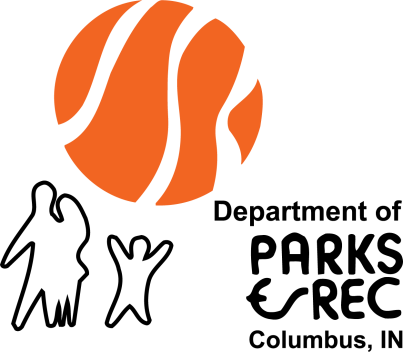 Department of
PARKS
& REC
Columbus, IN